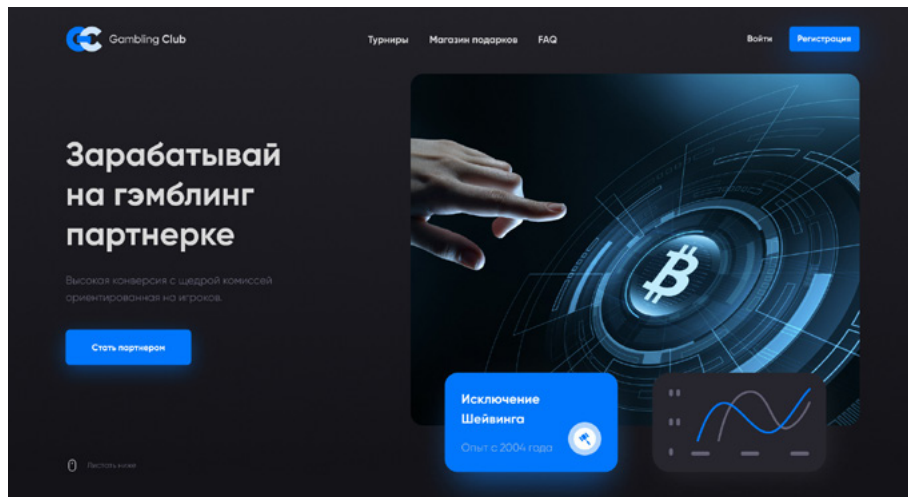 Gambling Club
Турниры Магазин подарков FAQ
Войти Регистрация
Зарабатывай
на гэмблинг
партнерке
Высокая конверсия с щедрой комиссей
ориентированная на игроков.
Стать партнером
Исключение
Шейвинга
Опыт с 2004 года
Листать ниже